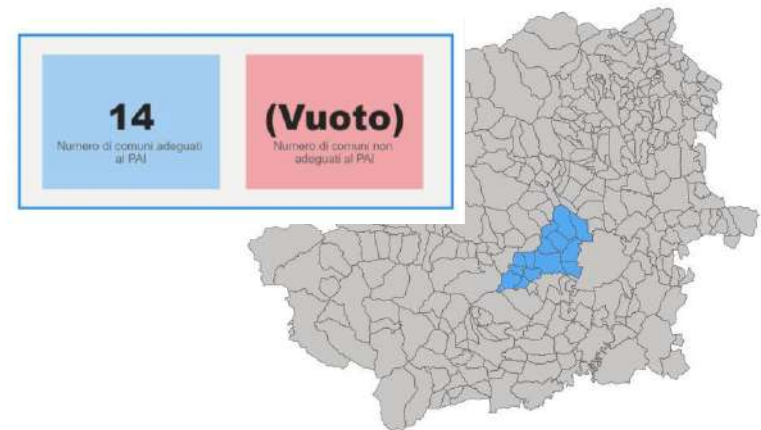 14
Numero di comuni adeguati
al PAI
(Vuoto)
Numero di comuni non
adeguati al PAI